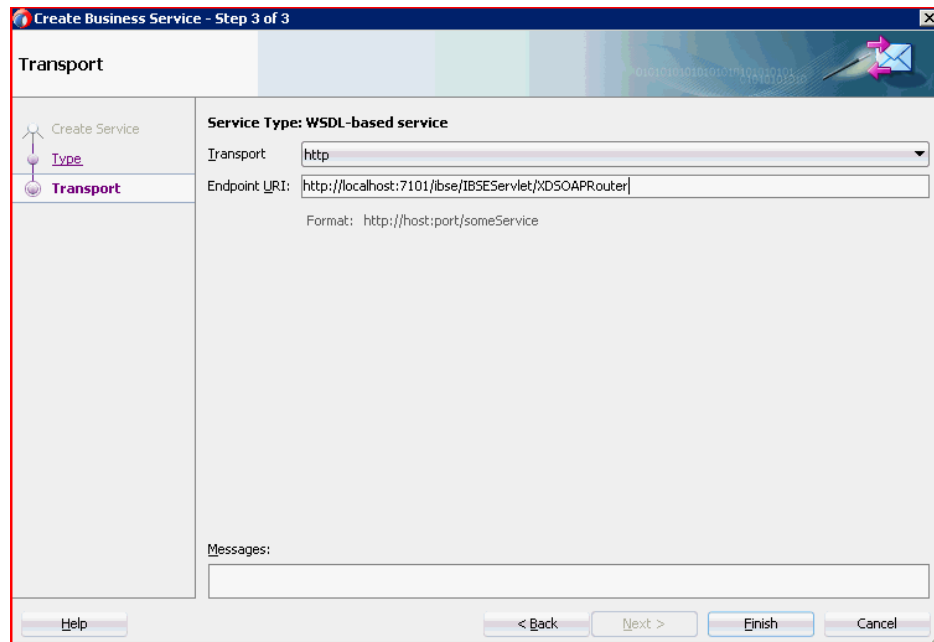 Create Business Service - Step 3 of 3
Transport
Create Service
Type
Transport
Service Type: WSDL-based service
Transport http
Endpoint URI: http://localhost:7101/ibse/IBSEServlet/XDSOAPRouter
Format: http://host:port/someService
Messages:
Help < Back Next > Finish Cancel